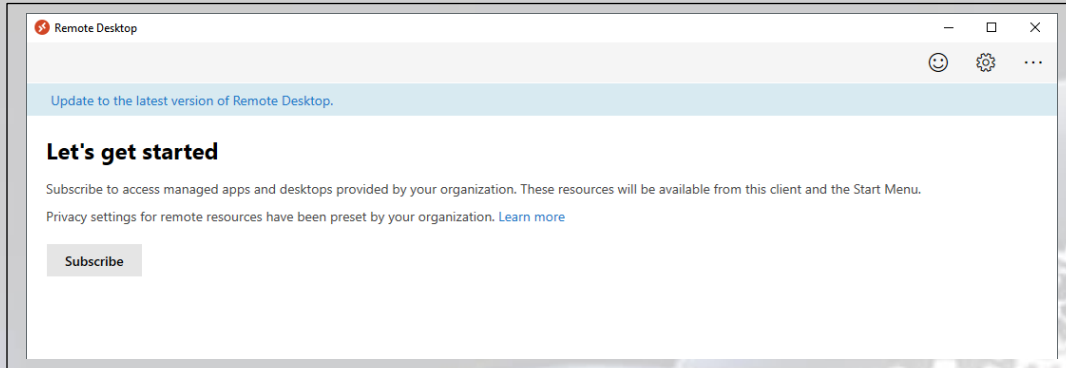 Remote Desktop
Update to the latest version of Remote Desktop.
Let's get started
Subscribe to access managed apps and desktops provided by your organization. These resources will be available from this client and the Start Menu.
Privacy settings for remote resources have been preset by your organization. Learn more
Subscribe